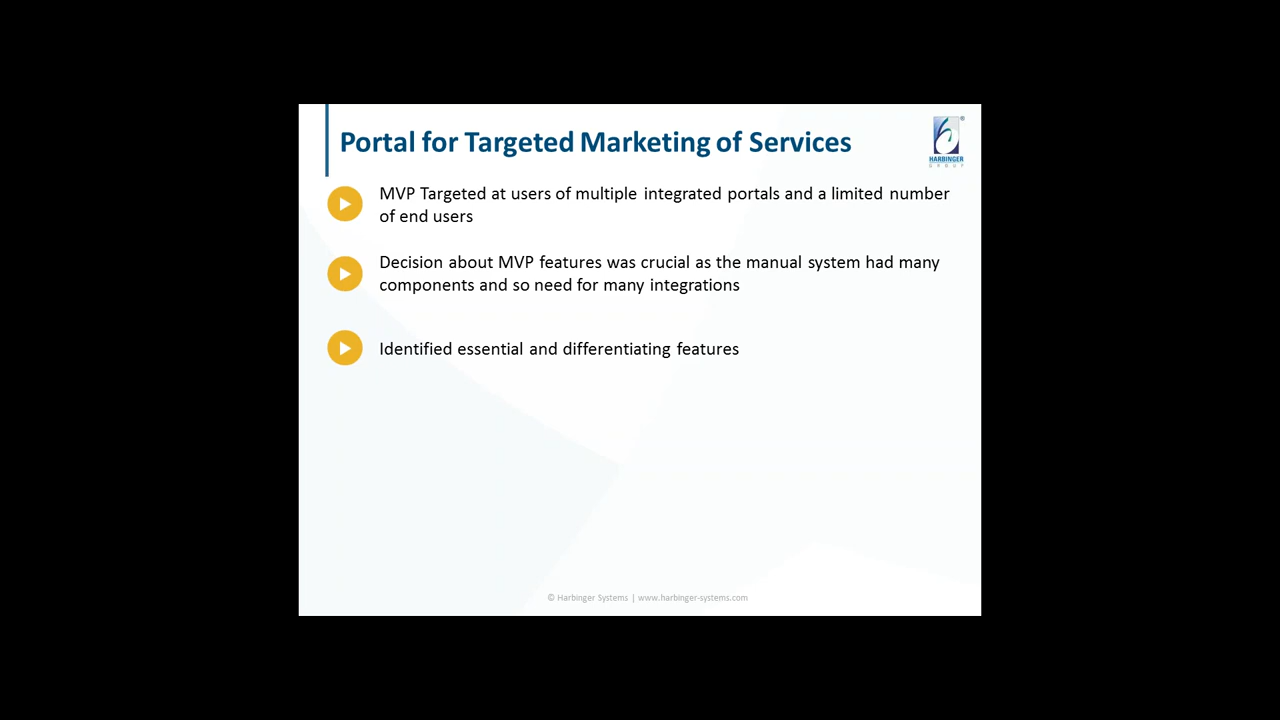 Portal for Targeted Marketing of Services
®
HARBINGER
GROUP
MVP Targeted at users of multiple integrated portals and a limited number
of end users
Decision about MVP features was crucial as the manual system had many
components and so need for many integrations
Identified essential and differentiating features
© Harbinger Systems | www.harbinger-systems.com